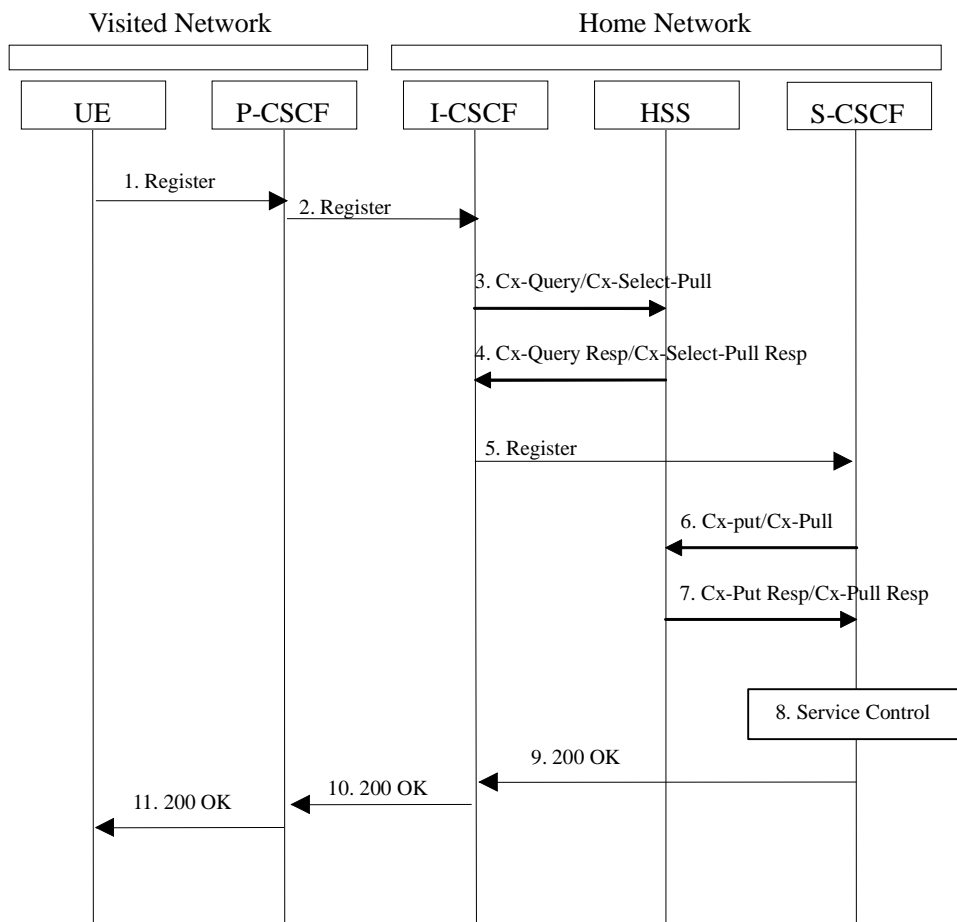 Visited Network
Home Network
UE
P-CSCF
I-CSCF
HSS
S-CSCF
1. Register
2. Register
3. Cx-Query/Cx-Select-Pull
4. Cx-Query Resp/Cx-Select-Pull Resp
5. Register
6. Cx-put/Cx-Pull
7. Cx-Put Resp/Cx-Pull Resp
8. Service Control
9. 200 OK
10. 200 OK
11. 200 OK